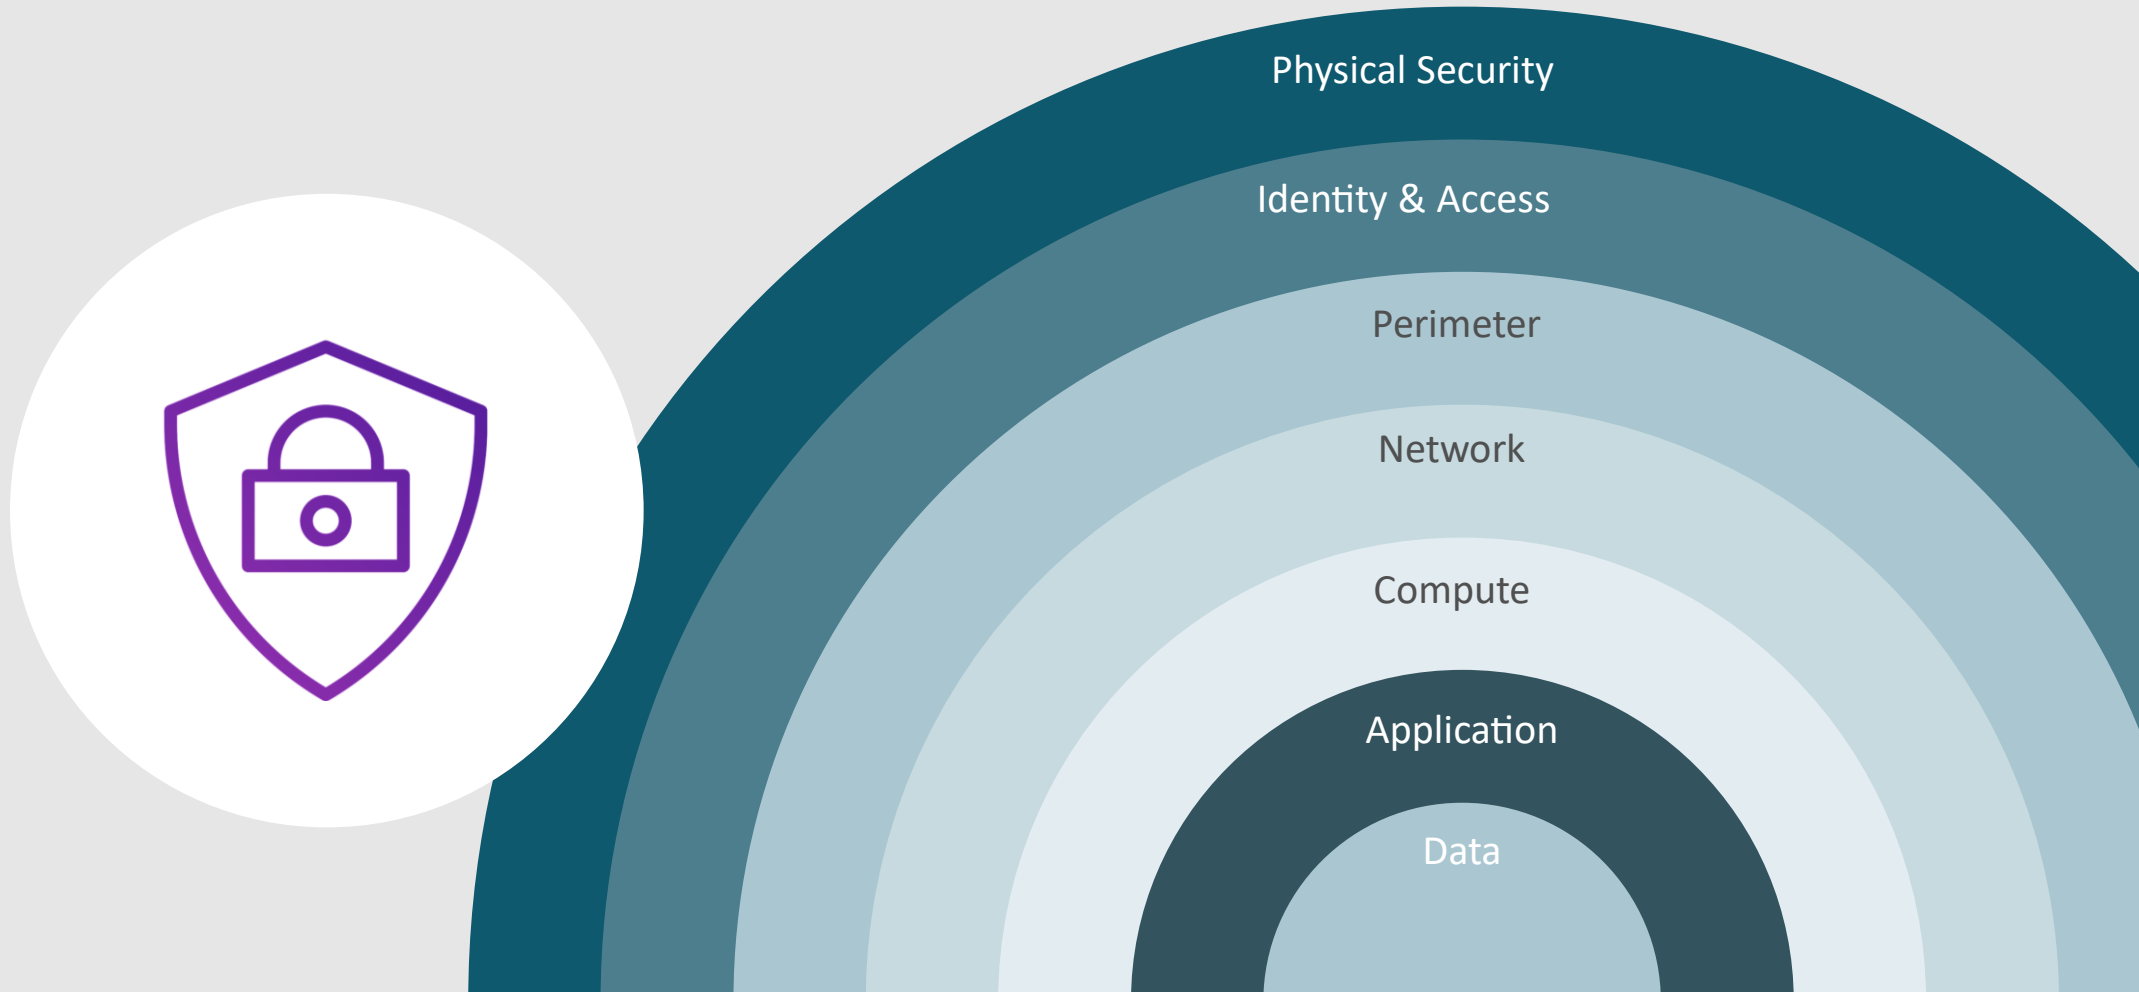 Physical Security
Identity & Access
Perimeter
Network
Compute
Application
Data